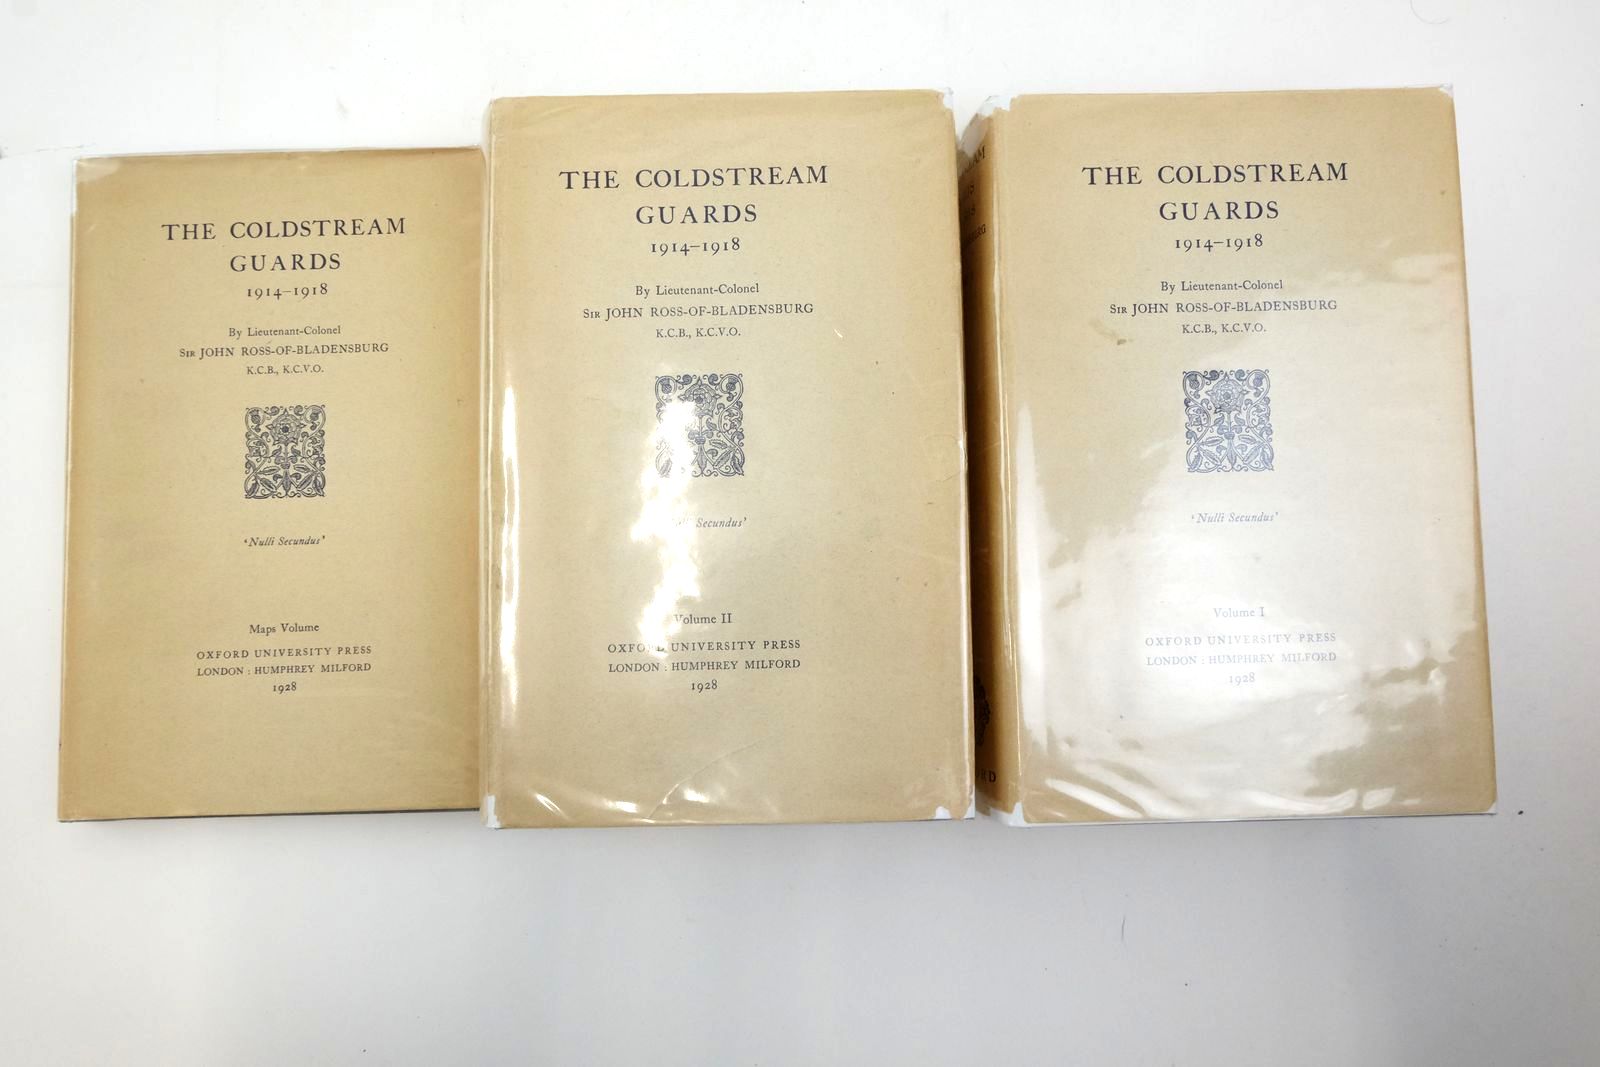 THE COLDSTREAM
GUARDS
1914–1918
By Lieutenant-Colonel
SIR JOHN ROSS-OF-BLADENSBURG
K.C.B., K.C.V.O.
‘Nulli Secundus’
Maps Volume
OXFORD UNIVERSITY PRESS
LONDON : HUMPHREY MILFORD
1928
THE COLDSTREAM
GUARDS
1914–1918
By Lieutenant-Colonel
SIR JOHN ROSS-OF-BLADENSBURG
K.C.B., K.C.V.O.
Secundus’
Volume II
OXFORD UNIVERSITY PRESS
LONDON : HUMPHREY MILFORD
1928
THE COLDSTREAM
GUARDS
1914–1918
By Lieutenant-Colonel
SIR JOHN ROSS-OF-BLADENSBURG
K.C.B., K.C.V.O.
‘Nulli Secundus’
Volume I
OXFORD UNIVERSITY PRESS
LONDON : HUMPHREY MILFORD
1928